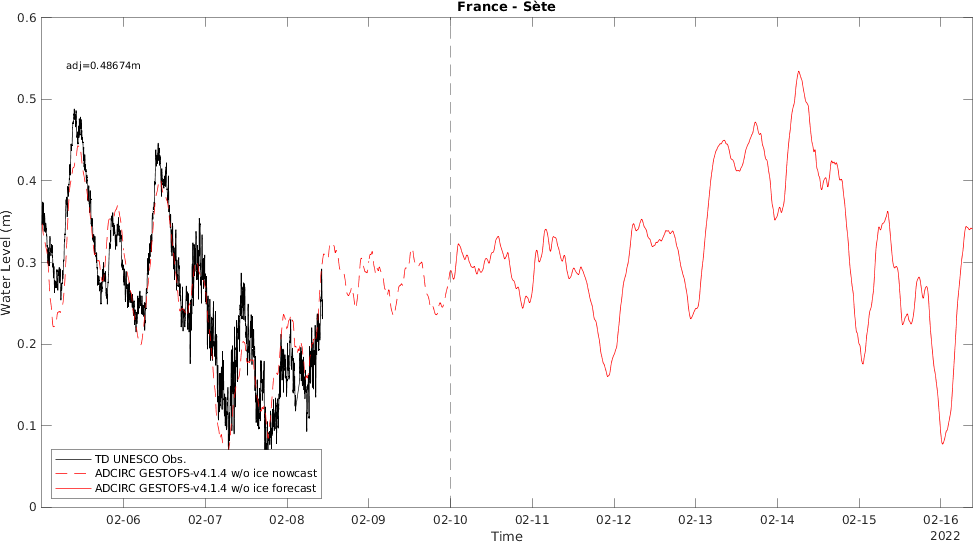 France - Sète
0.6
0.5
0.4
0.3
0.2
0.1
0
Water Level (m)
adj=0.48674m
TD UNESCO Obs.
ADCIRC GESTOFS-v4.1.4 w/o ice nowcast
ADCIRC GESTOFS-v4.1.4 w/o ice forecast
02-06 02-07 02-08 02-09 02-10 02-11 02-12 02-13 02-14 02-15 02-16
2022
Time